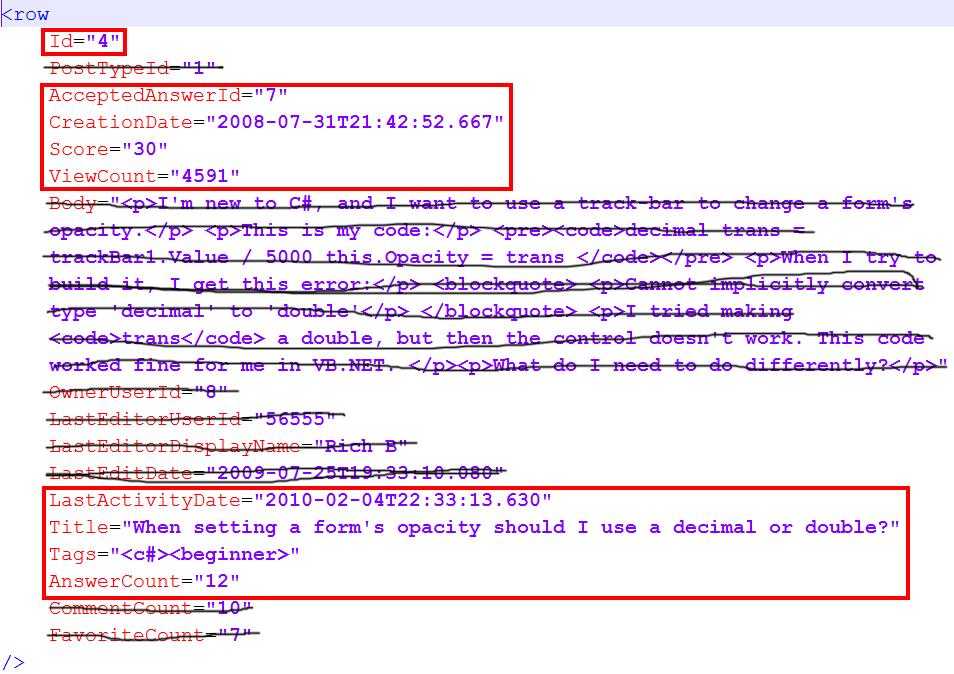 <row
Id="4"
PostTypeId="1"
AcceptedAnswerId="7"
CreationDate="2008-07-31T21:42:52.667"
Score="30"
ViewCount="4591"
Body="<p>I'm new to C#, and I want to use a track-bar to change a form's
opacity.</p> <p>This is my code:</p> <pre><code>decimal trans =
trackBar1.Value / 5000 this.Opacity = trans </code></pre> <p>When I try to
build it, I get this error:</p> <blockquote> <p>Cannot implicitly convert
type 'decimal' to 'double'</p> </blockquote> <p>I tried making
<code>trans</code> a double, but then the control doesn't work. This code
worked fine for me in VB.NET. </p><p>What do I need to do differently?</p>"
OwnerUserId="8"
LastEditorUserId="56555"
LastEditorDisplayName="Rich B"
LastEditDate="2009-07-25T19:33:10.080"
LastActivityDate="2010-02-04T22:33:13.630"
Title="When setting a form's opacity should I use a decimal or double?"
Tags="<c#><beginner>"
AnswerCount="12"
CommentCount="10"
FavoriteCount="7"
/>